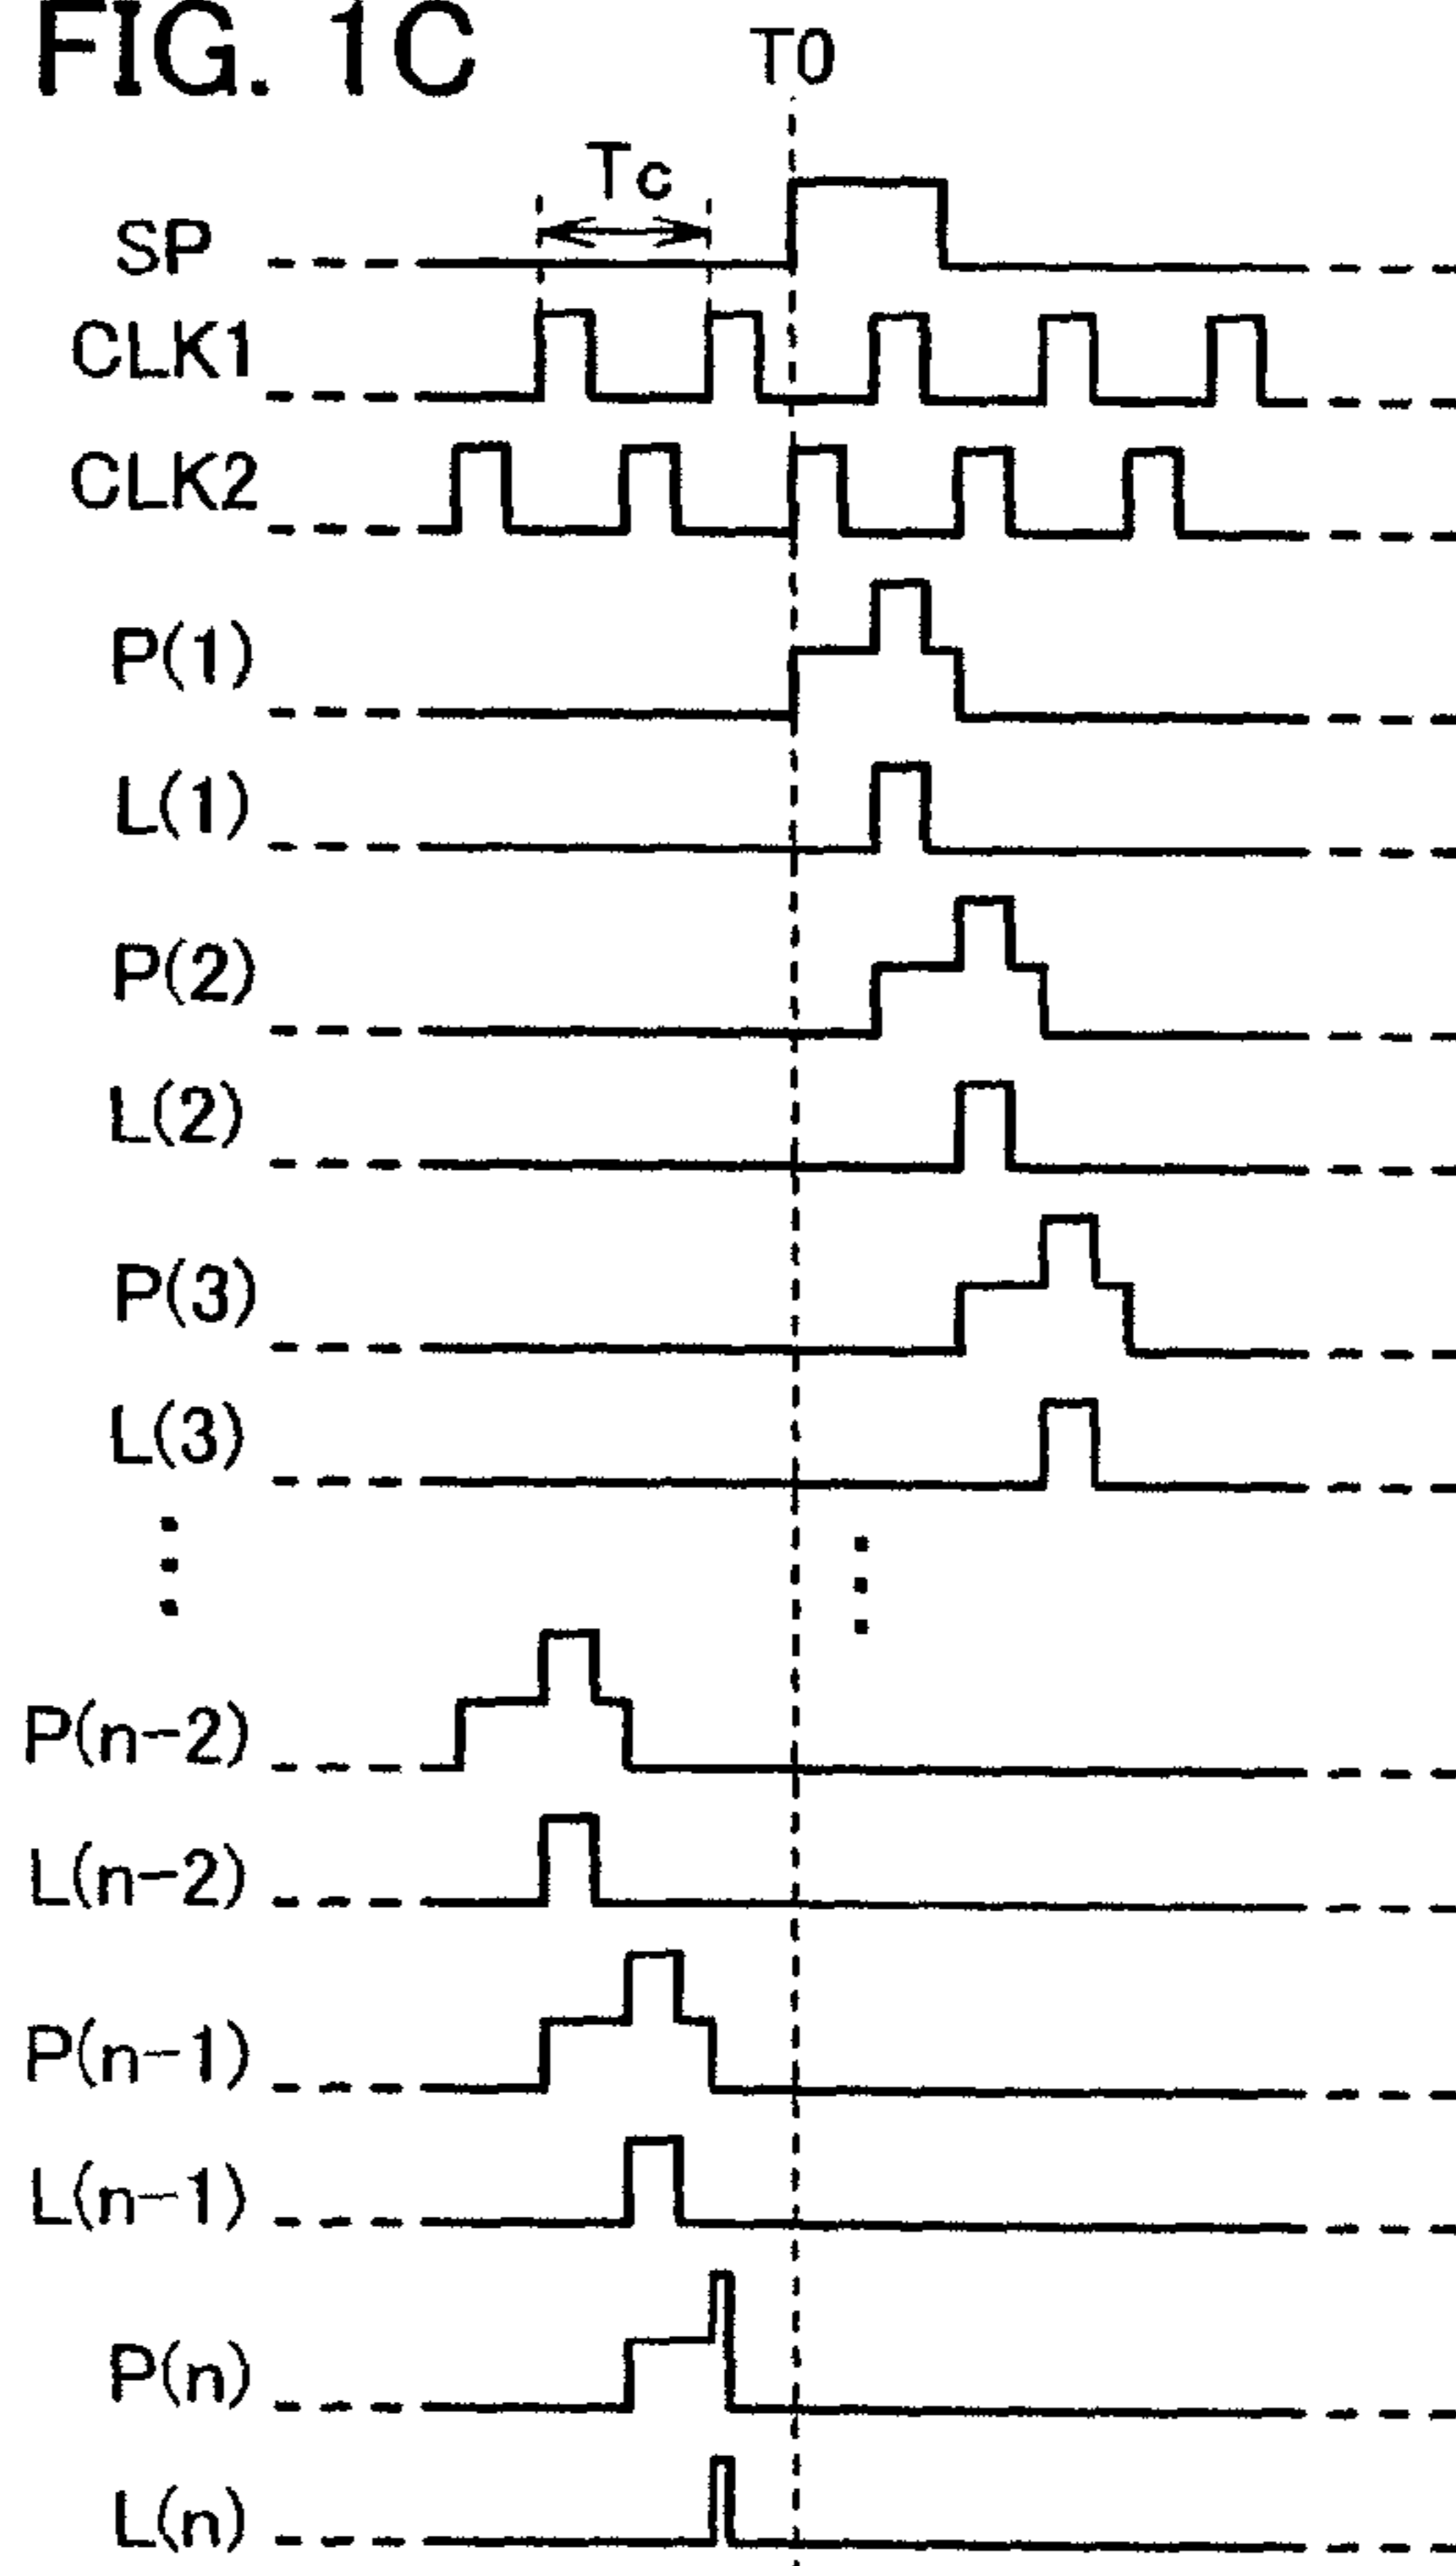 FIG. 1C
T0
Tc
SP
CLK1
CLK2
P(1)
L(1)
P(2)
L(2)
P(3)
L(3)
P(n-2)
L(n-2)
P(n-1)
L(n-1)
P(n)
L(n)